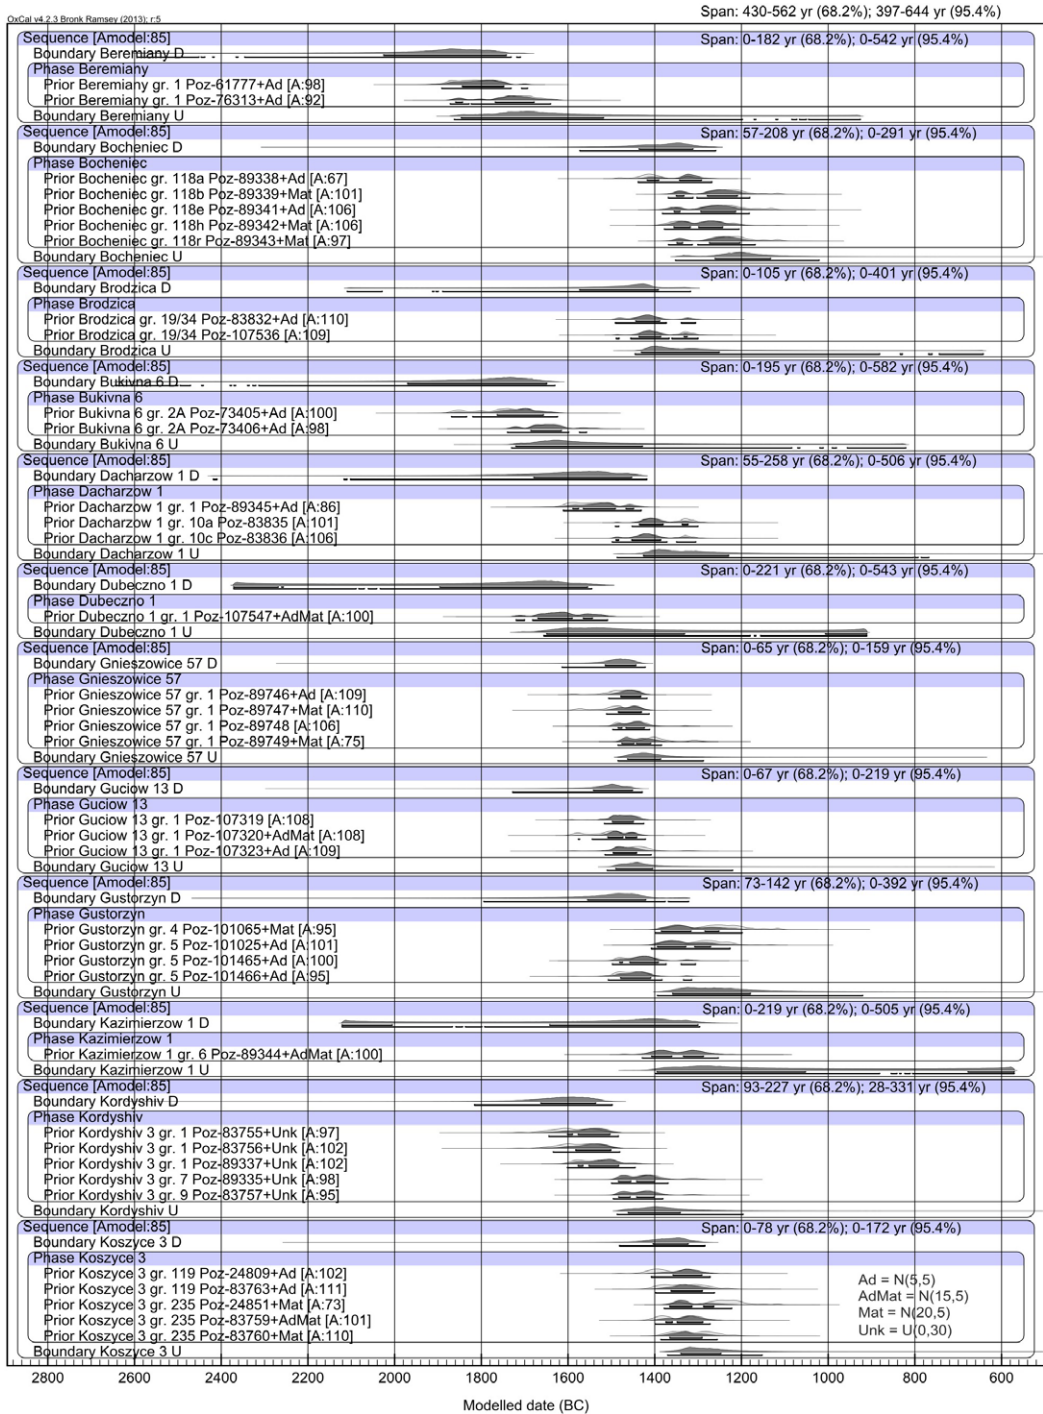 OxCal v4.2.3 Bronk Ramsey (2013); r:5
Span: 430-562 yr (68.2%); 397-644 yr (95.4%)
Sequence [Amodel:85] Span: 0-182 yr (68.2%); 0-542 yr (95.4%)
Boundary Beremiany D
Phase Beremiany
Prior Beremiany gr. 1 Poz-61777+Ad [A:98]
Prior Beremiany gr. 1 Poz-76313+Ad [A:92]
Boundary Beremiany U
Sequence [Amodel:85] Span: 57-208 yr (68.2%); 0-291 yr (95.4%)
Boundary Bocheniec D
Phase Bocheniec
Prior Bocheniec gr. 118a Poz-89338+Ad [A:67]
Prior Bocheniec gr. 118b Poz-89339+Mat [A:101]
Prior Bocheniec gr. 118e Poz-89341+Ad [A:106]
Prior Bocheniec gr. 118h Poz-89342+Mat [A:106]
Prior Bocheniec gr. 118r Poz-89343+Mat [A:97]
Boundary Bocheniec U
Sequence [Amodel:85] Span: 0-105 yr (68.2%); 0-401 yr (95.4%)
Boundary Brodzica D
Phase Brodzica
Prior Brodzica gr. 19/34 Poz-83832+Ad [A:110]
Prior Brodzica gr. 19/34 Poz-107536 [A:109]
Boundary Brodzica U
Sequence [Amodel:85] Span: 0-195 yr (68.2%); 0-582 yr (95.4%)
Boundary Bukivna 6 D
Phase Bukivna 6
Prior Bukivna 6 gr. 2A Poz-73405+Ad [A:100]
Prior Bukivna 6 gr. 2A Poz-73406+Ad [A:98]
Boundary Bukivna 6 U
Sequence [Amodel:85] Span: 55-258 yr (68.2%); 0-506 yr (95.4%)
Boundary Dacharzow 1 D
Phase Dacharzow 1
Prior Dacharzow 1 gr. 1 Poz-89345+Ad [A:86]
Prior Dacharzow 1 gr. 10a Poz-83835 [A:101]
Prior Dacharzow 1 gr. 10c Poz-83836 [A:106]
Boundary Dacharzow 1 U
Sequence [Amodel:85] Span: 0-221 yr (68.2%); 0-543 yr (95.4%)
Boundary Dubeczno 1 D
Phase Dubeczno 1
Prior Dubeczno 1 gr. 1 Poz-107547+AdMat [A:100]
Boundary Dubeczno 1 U
Sequence [Amodel:85] Span: 0-65 yr (68.2%); 0-159 yr (95.4%)
Boundary Gnieszowice 57 D
Phase Gnieszowice 57
Prior Gnieszowice 57 gr. 1 Poz-89746+Ad [A:109]
Prior Gnieszowice 57 gr. 1 Poz-89747+Mat [A:110]
Prior Gnieszowice 57 gr. 1 Poz-89748 [A:106]
Prior Gnieszowice 57 gr. 1 Poz-89749+Mat [A:75]
Boundary Gnieszowice 57 U
Sequence [Amodel:85] Span: 0-67 yr (68.2%); 0-219 yr (95.4%)
Boundary Guciow 13 D
Phase Guciow 13
Prior Guciow 13 gr. 1 Poz-107319 [A:108]
Prior Guciow 13 gr. 1 Poz-107320+AdMat [A:108]
Prior Guciow 13 gr. 1 Poz-107323+Ad [A:109]
Boundary Guciow 13 U
Sequence [Amodel:85] Span: 73-142 yr (68.2%); 0-392 yr (95.4%)
Boundary Gustorzyn D
Phase Gustorzyn
Prior Gustorzyn gr. 4 Poz-101065+Mat [A:95]
Prior Gustorzyn gr. 5 Poz-101025+Ad [A:101]
Prior Gustorzyn gr. 5 Poz-101465+Ad [A:100]
Prior Gustorzyn gr. 5 Poz-101466+Ad [A:95]
Boundary Gustorzyn U
Sequence [Amodel:85] Span: 0-219 yr (68.2%); 0-505 yr (95.4%)
Boundary Kazimierzow 1 D
Phase Kazimierzow 1
Prior Kazimierzow 1 gr. 6 Poz-89344+AdMat [A:100]
Boundary Kazimierzow 1 U
Sequence [Amodel:85] Span: 93-227 yr (68.2%); 28-331 yr (95.4%)
Boundary Kordyshiv D
Phase Kordyshiv
Prior Kordyshiv 3 gr. 1 Poz-83755+Unk [A:97]
Prior Kordyshiv 3 gr. 1 Poz-83756+Unk [A:102]
Prior Kordyshiv 3 gr. 1 Poz-89337+Unk [A:102]
Prior Kordyshiv 3 gr. 7 Poz-89335+Unk [A:98]
Prior Kordyshiv 3 gr. 9 Poz-83757+Unk [A:95]
Boundary Kordyshiv U
Sequence [Amodel:85] Span: 0-78 yr (68.2%); 0-172 yr (95.4%)
Boundary Koszyce 3 D
Phase Koszyce 3
Prior Koszyce 3 gr. 119 Poz-24809+Ad [A:102]
Prior Koszyce 3 gr. 119 Poz-83763+Ad [A:111]
Prior Koszyce 3 gr. 235 Poz-24851+Mat [A:73]
Prior Koszyce 3 gr. 235 Poz-83759+AdMat [A:101]
Prior Koszyce 3 gr. 235 Poz-83760+Mat [A:110]
Boundary Koszyce 3 U
Ad = N(5,5)
AdMat = N(15,5)
Mat = N(20,5)
Unk = U(0,30)
2800 2600 2400 2200 2000 1800 1600 1400 1200 1000 800 600
Modelled date (BC)